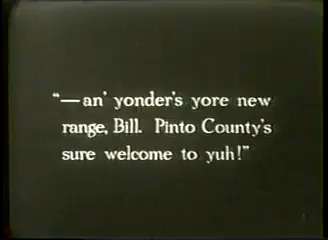 “—an’ yonder’s yore new
range, Bill. Pinto County’s
sure welcome to yuh!”